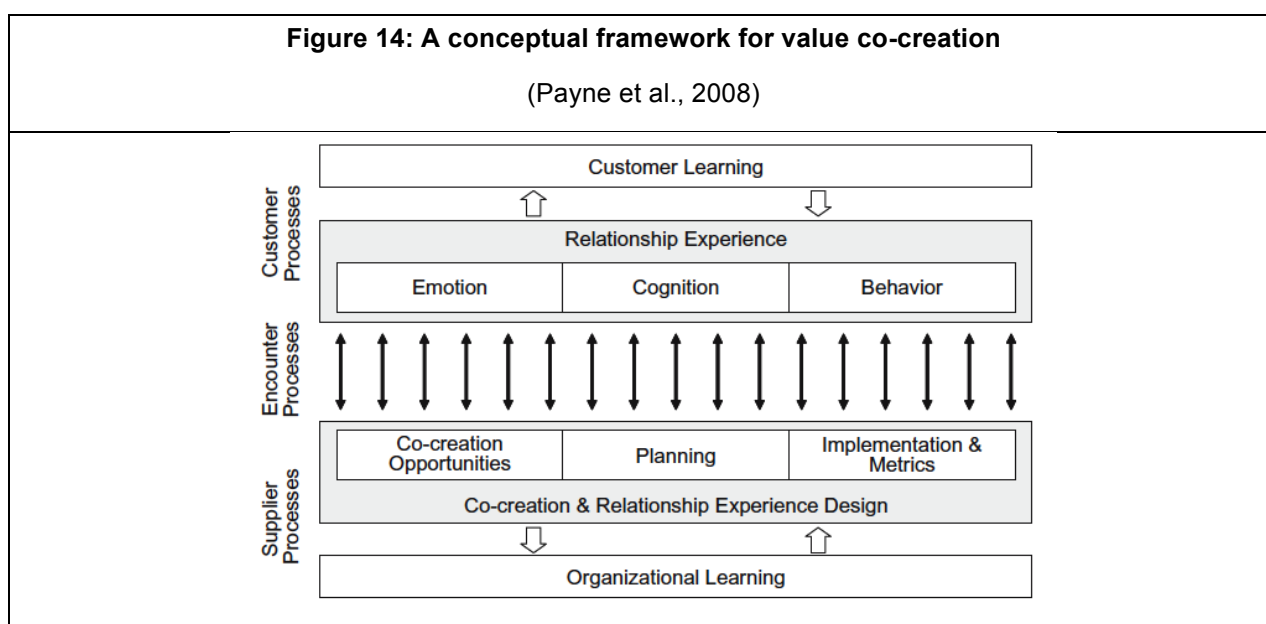 Figure 14: A conceptual framework for value co-creation
(Payne et al., 2008)
Customer Processes
Customer Learning
Relationship Experience
Emotion
Cognition
Behavior
Encounter Processes
Supplier Processes
Co-creation
Opportunities
Planning
Implementation &
Metrics
Co-creation & Relationship Experience Design
Organizational Learning